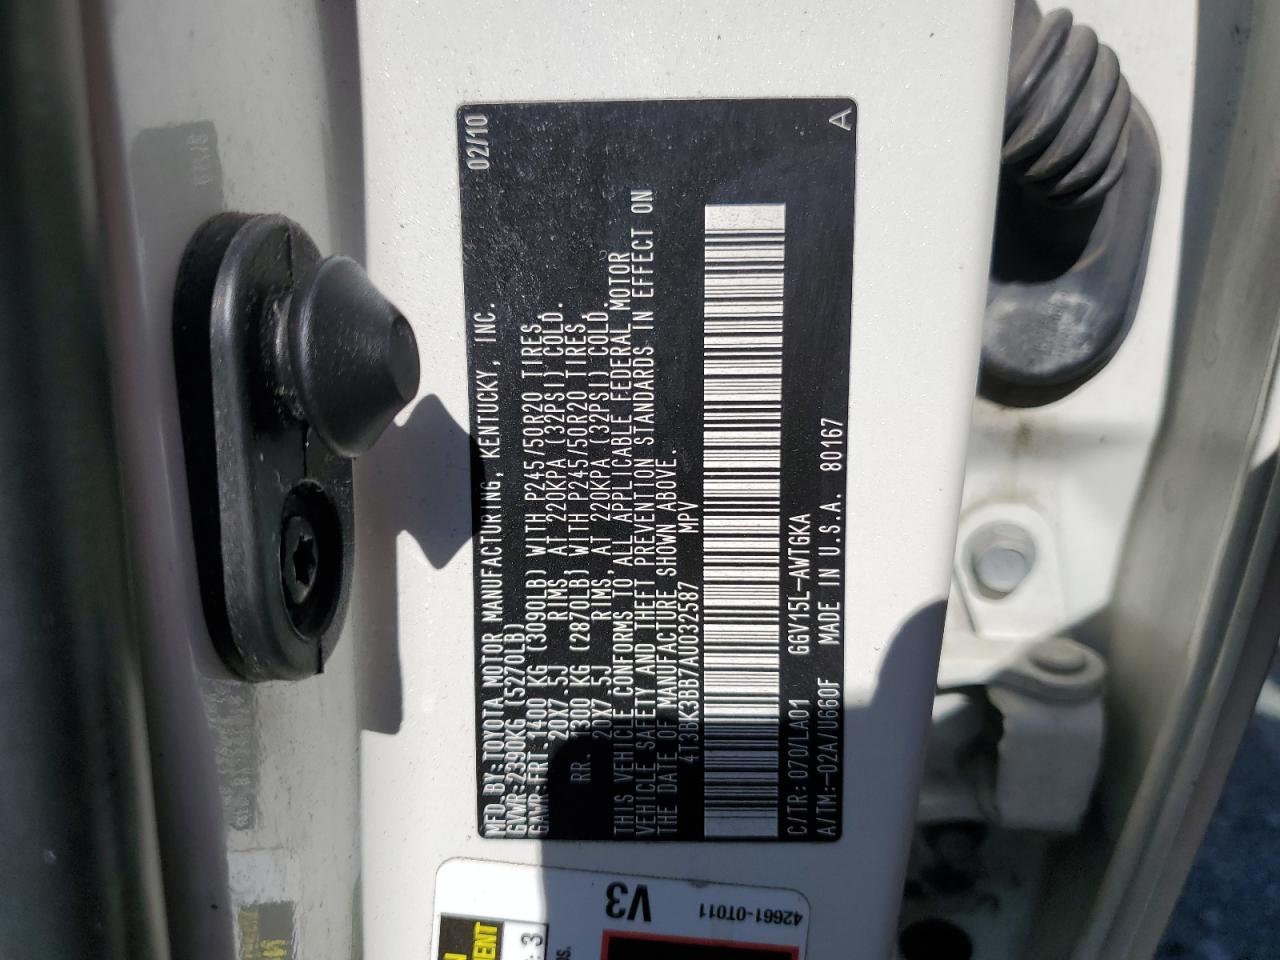 MFD. BY: TOYOTA MOTOR MANUFACTURING, KENTUCKY, INC. 02/10
GVWR: 2390KG (5270LB)
GAWR: FRT. 1400 KG (3090LB) WITH P245/50R20 TIRES,
20X7.5J RIMS, AT 220KPA (32PSI) COLD.
RR. 1300 KG (2870LB) WITH P245/50R20 TIRES,
20X7.5J RIMS, AT 220KPA (32PSI) COLD.
THIS VEHICLE CONFORMS TO ALL APPLICABLE FEDERAL MOTOR
VEHICLE SAFETY AND THEFT PREVENTION STANDARDS IN EFFECT ON
THE DATE OF MANUFACTURE SHOWN ABOVE.
4T3BK3BB7AU032587 MPV
C/TR: 070/LA01 GGV15L-AWTGKA
A/TM: -02A/U660F MADE IN U.S.A. 80167 A
V3
42661-0T011